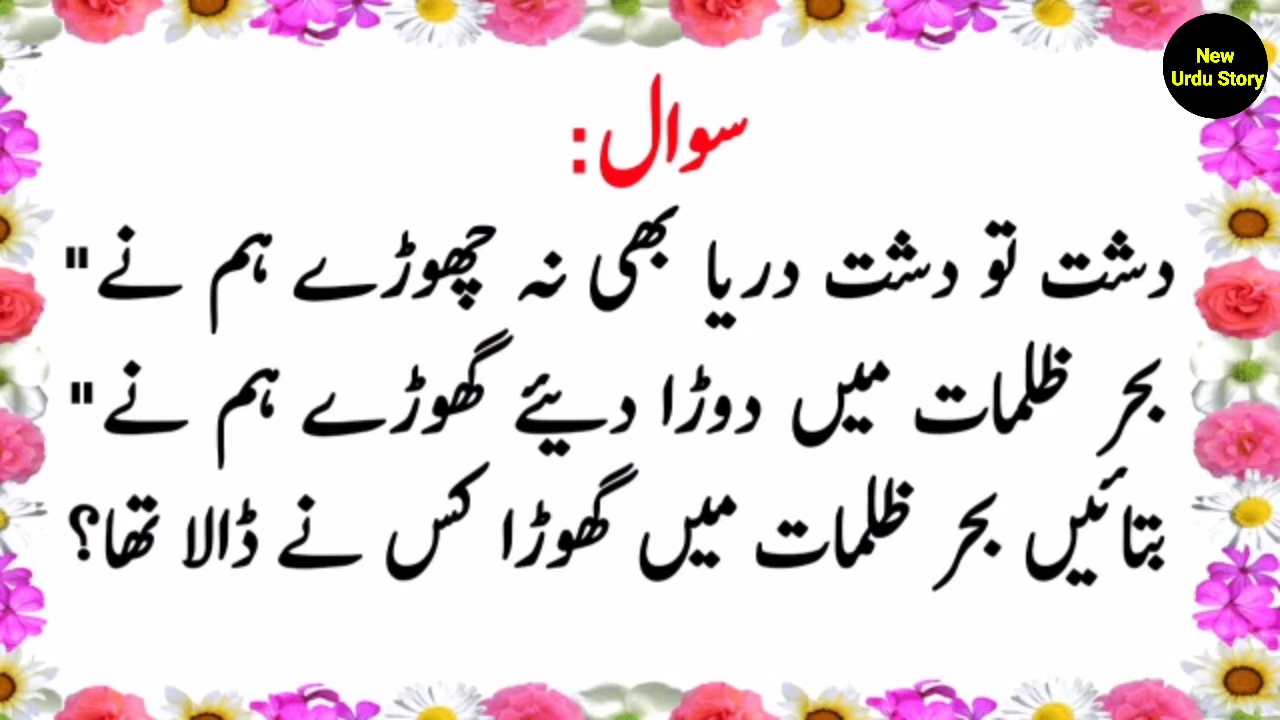 New
Urdu Story
سوال:
دشت تو دشت دریا بھی نہ چھوڑے ہم نے"
بحر ظلمات میں دوڑا دیئے گھوڑے ہم نے"
بتائیں بحر ظلمات میں گھوڑا کس نے ڈالا تھا؟